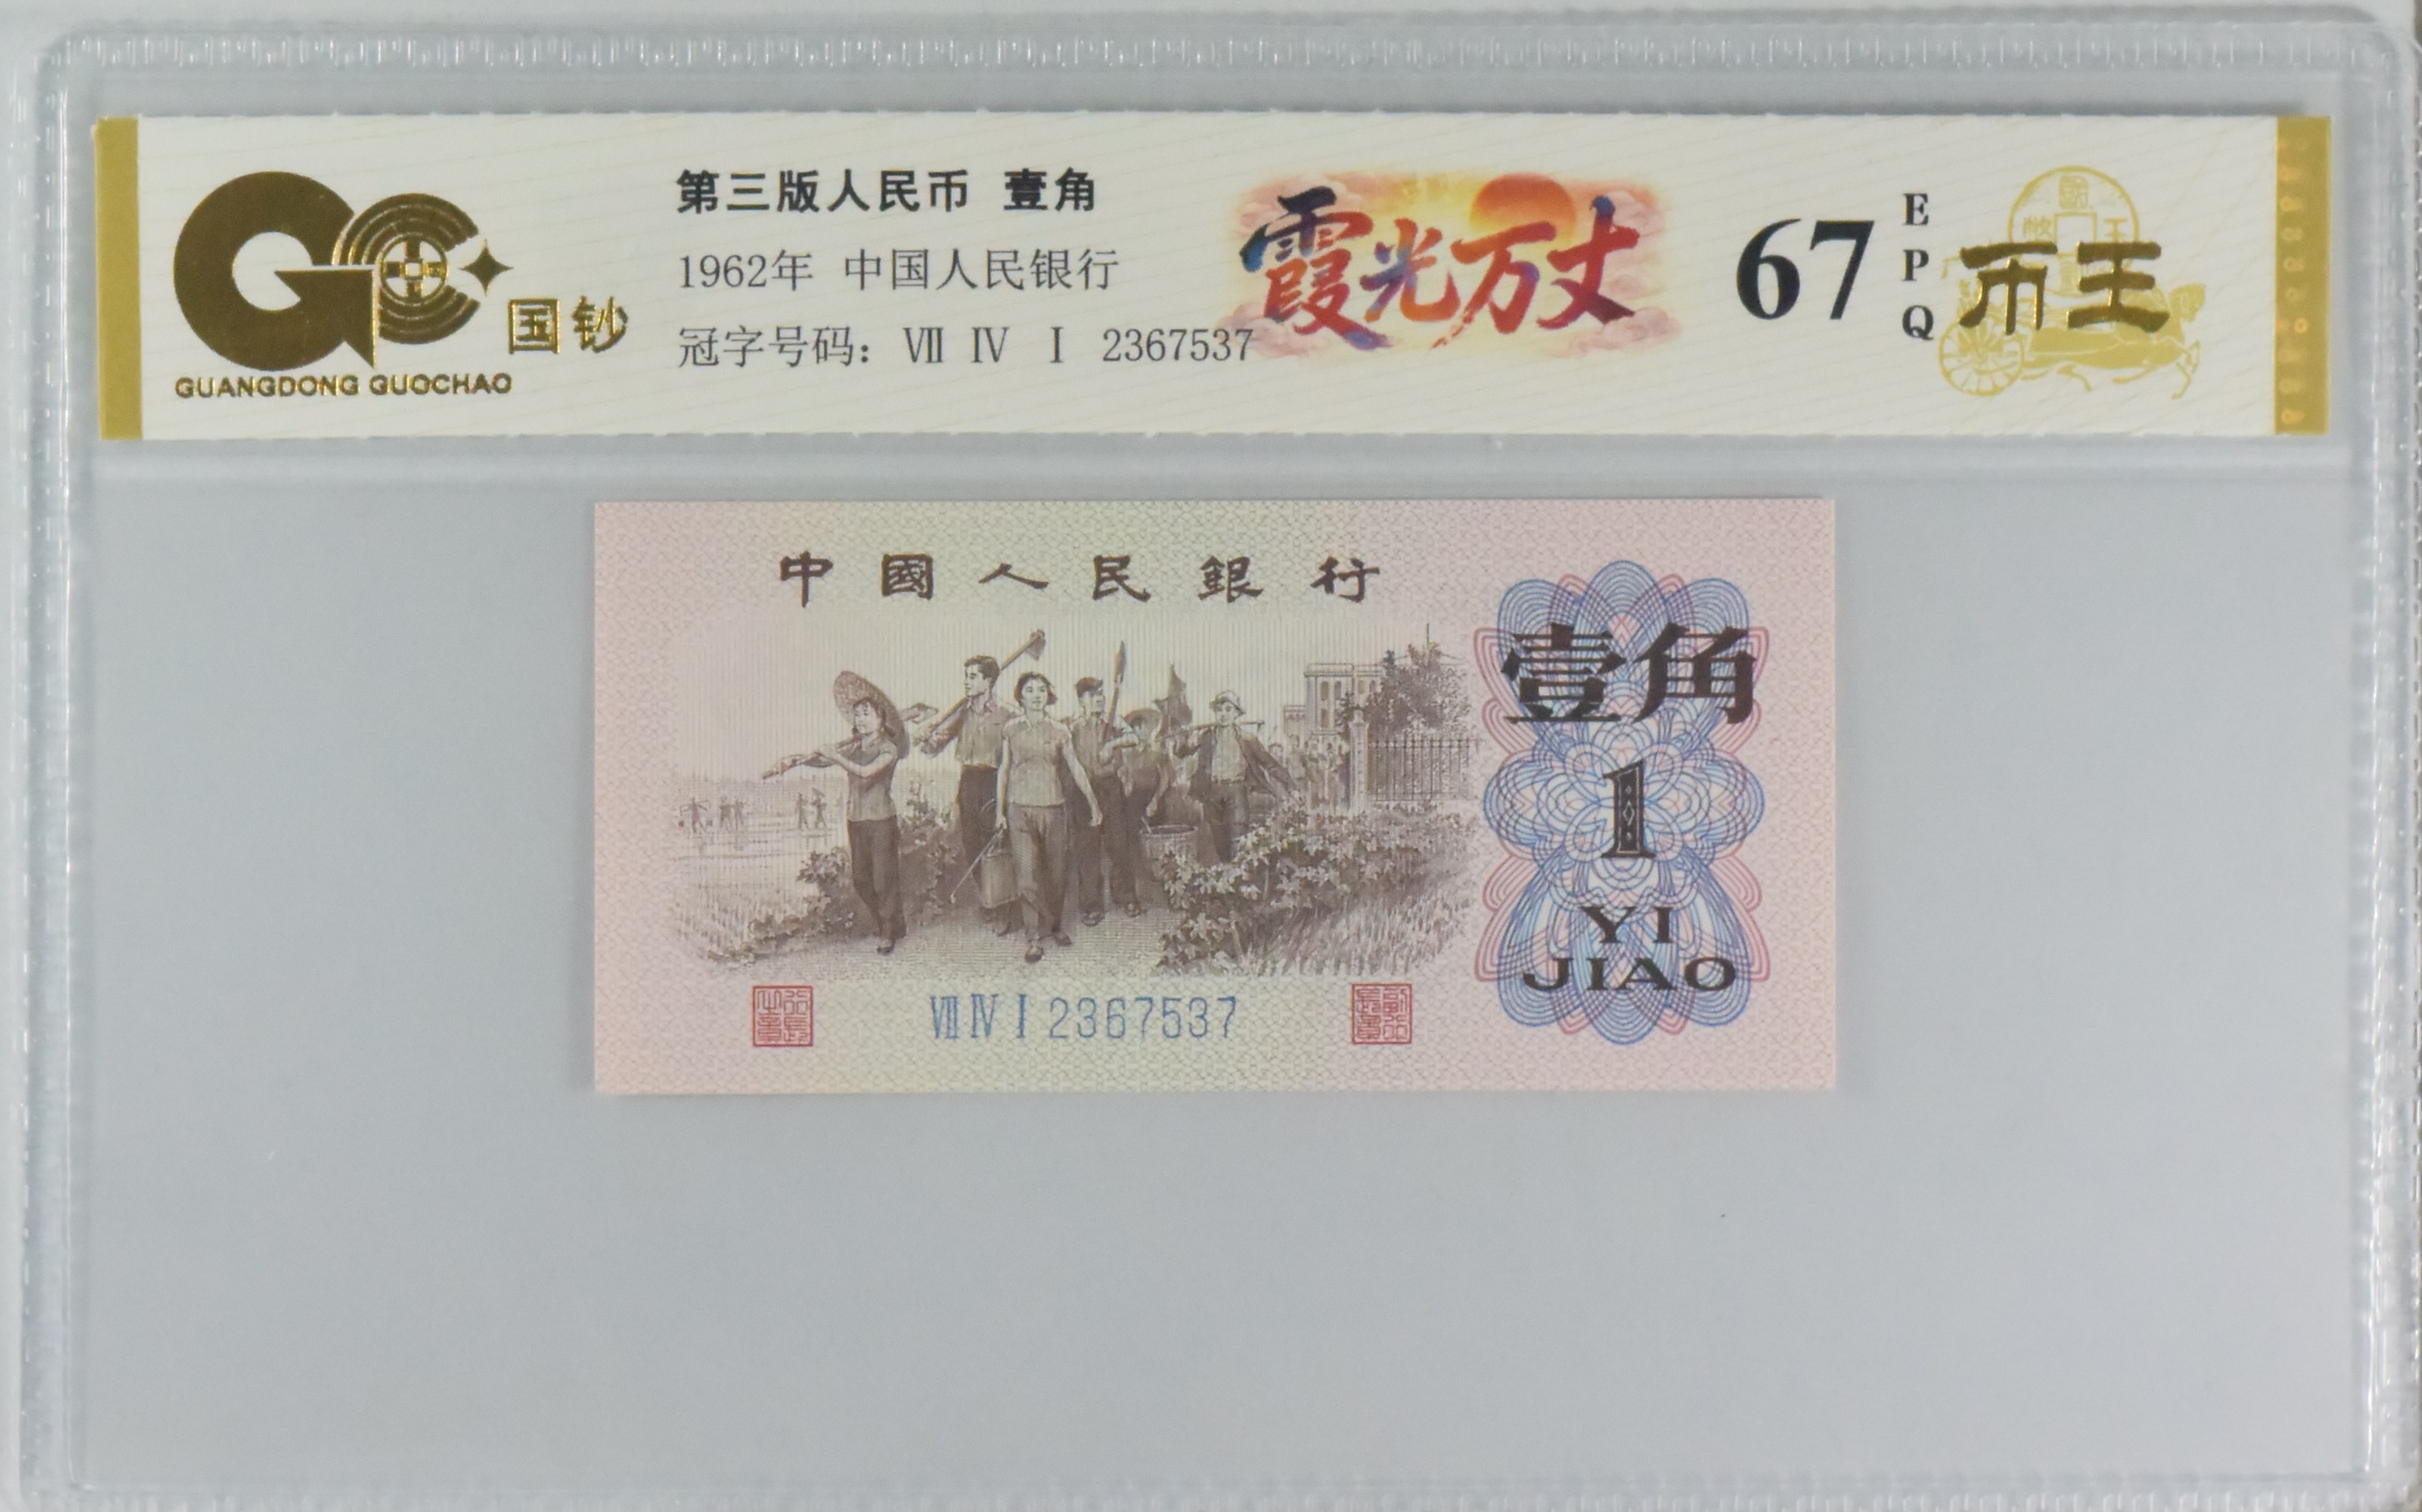 国钞
GUANGDONG GUOCHAO
第三版人民币 壹角
1962年 中国人民银行
冠字号码：Ⅶ Ⅳ Ⅰ 2367537
霞光万丈
67
EPQ
币王
中國人民銀行
壹角
1
YI
JIAO
Ⅶ Ⅳ Ⅰ 2367537